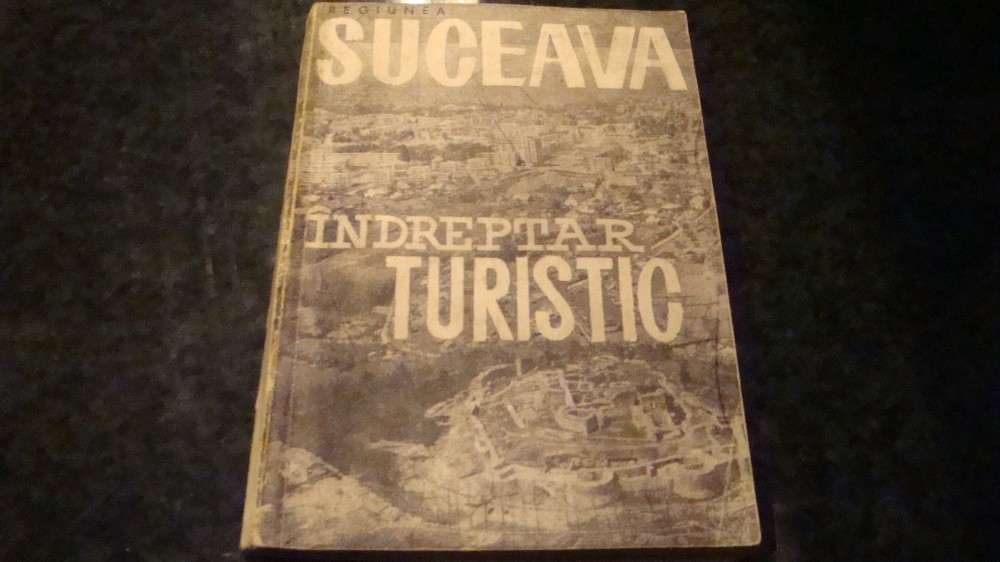 REGIUNEA
SUCEAVA
ÎNDREPTAR
TURISTIC